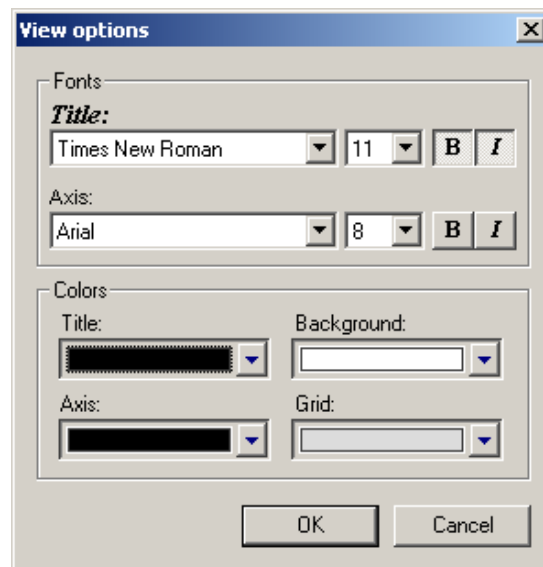 View options
Fonts
Title:
Times New Roman 11 B I
Axis:
Arial 8 B I
Colors
Title: Background:
Axis: Grid:
OK Cancel